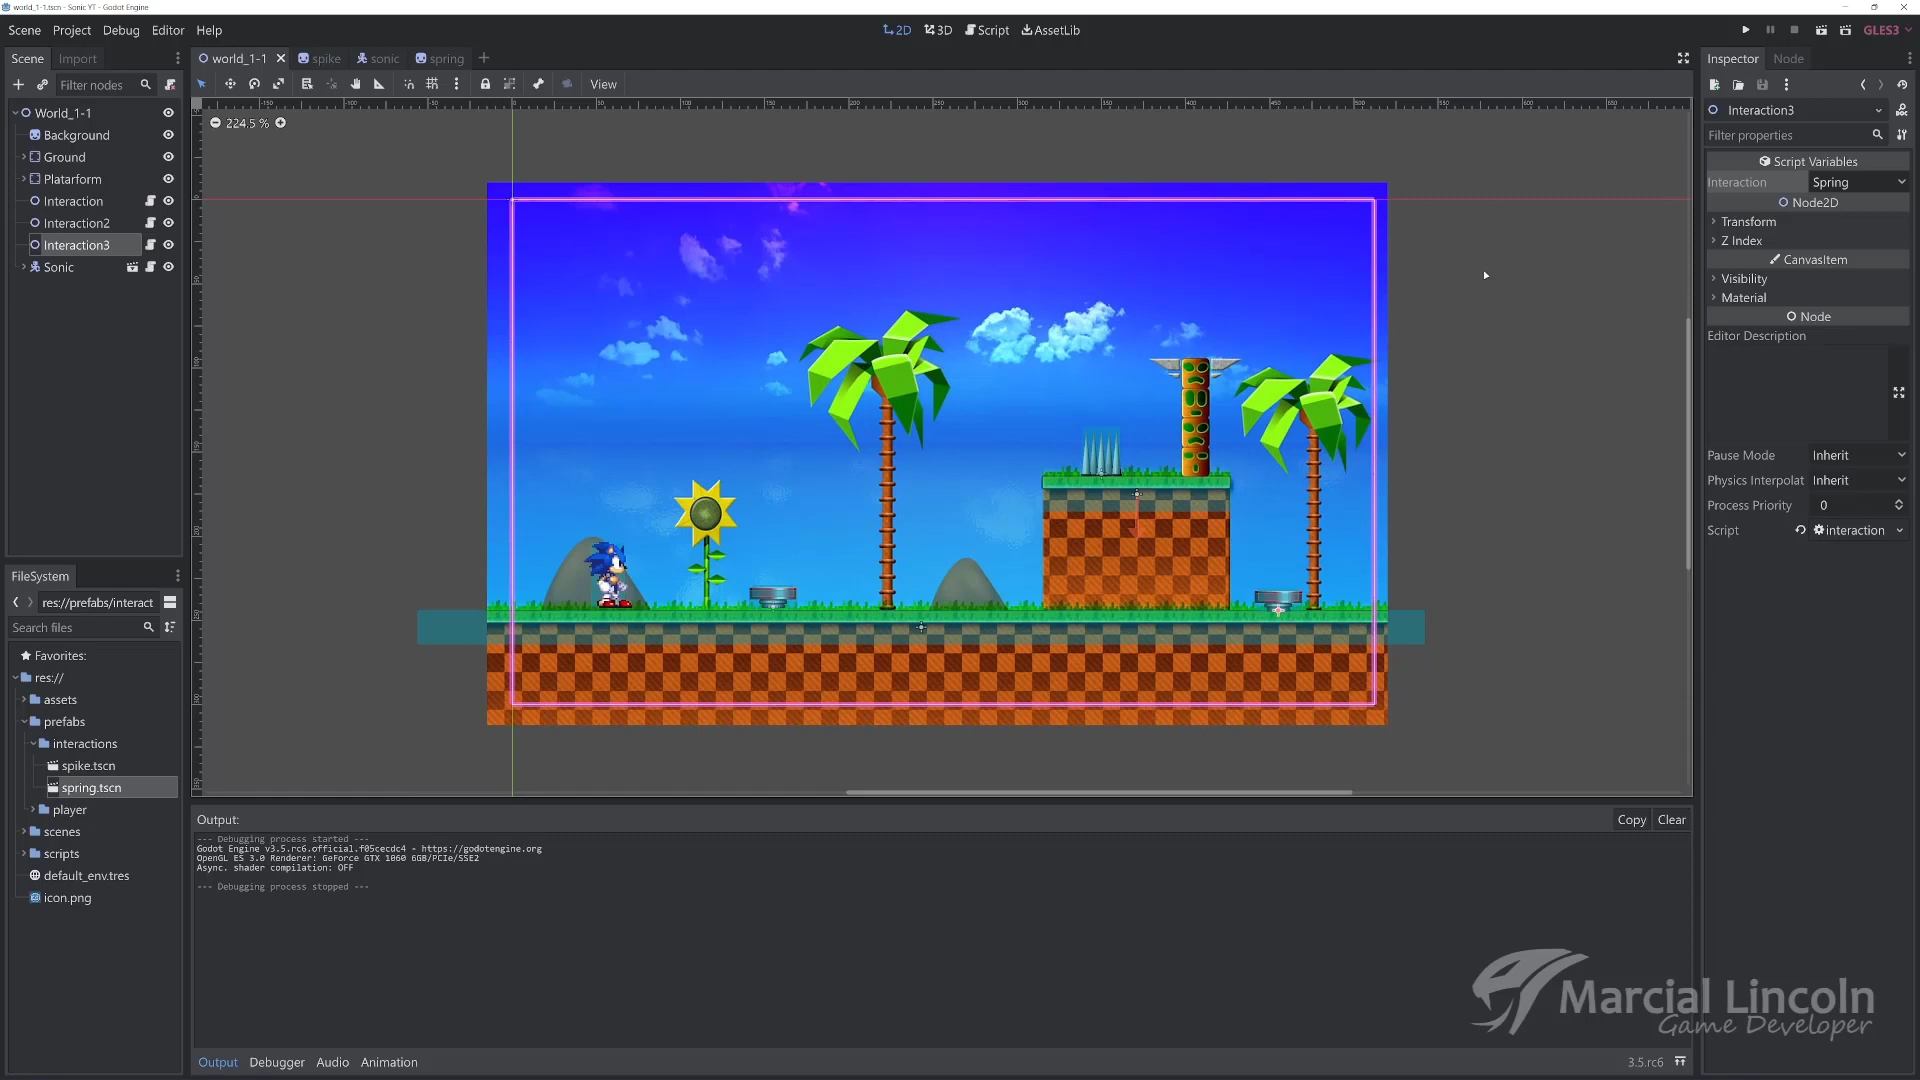 world_1-1.tscn - Sonic YT - Godot Engine
Scene Project Debug Editor Help
2D 3D Script AssetLib
GLES3
Scene Import
world_1-1 spike sonic spring
Inspector Node
Filter nodes
View
World_1-1
Background
Ground
Platarform
Interaction
Interaction2
Interaction3
Sonic
224.5 %
Interaction3
Filter properties
Script Variables
Interaction Spring
Node2D
Transform
Z Index
CanvasItem
Visibility
Material
Node
Editor Description
Pause Mode Inherit
Physics Interpolat Inherit
Process Priority 0
Script interaction
FileSystem
res://prefabs/interact
Search files
Favorites:
res://
assets
prefabs
interactions
spike.tscn
spring.tscn
player
scenes
scripts
default_env.tres
icon.png
Output:
Copy Clear
--- Debugging process started ---
Godot Engine v3.5.rc6.official.f05cecdc4 - https://godotengine.org
OpenGL ES 3.0 Renderer: GeForce GTX 1060 6GB/PCIe/SSE2
Async. shader compilation: OFF
--- Debugging process stopped ---
Output Debugger Audio Animation
3.5.rc6
Marcial Lincoln
Game Developer